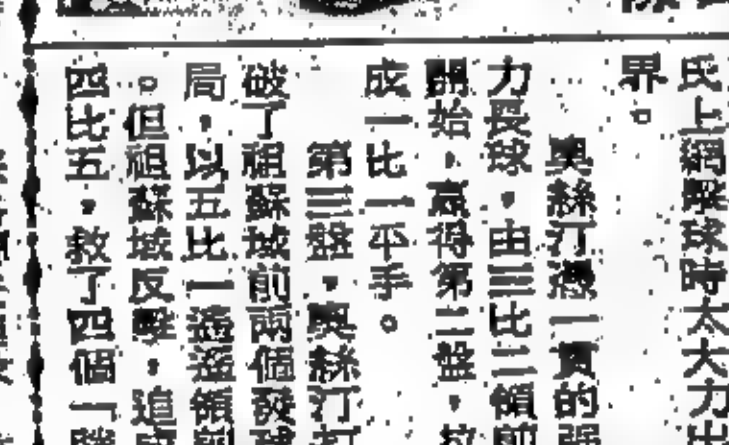 氏上網擊球時太大力出
界。
奧絲汀憑一貫的強
力長球，由三比二領前
開始，贏得第二盤，扳
成一比一平手。
第三盤，奧絲汀打
破了祖蘇域前兩個發球
局，以五比一遙遙領前
。但祖蘇域反擊，追
四比五，救了四個「勝